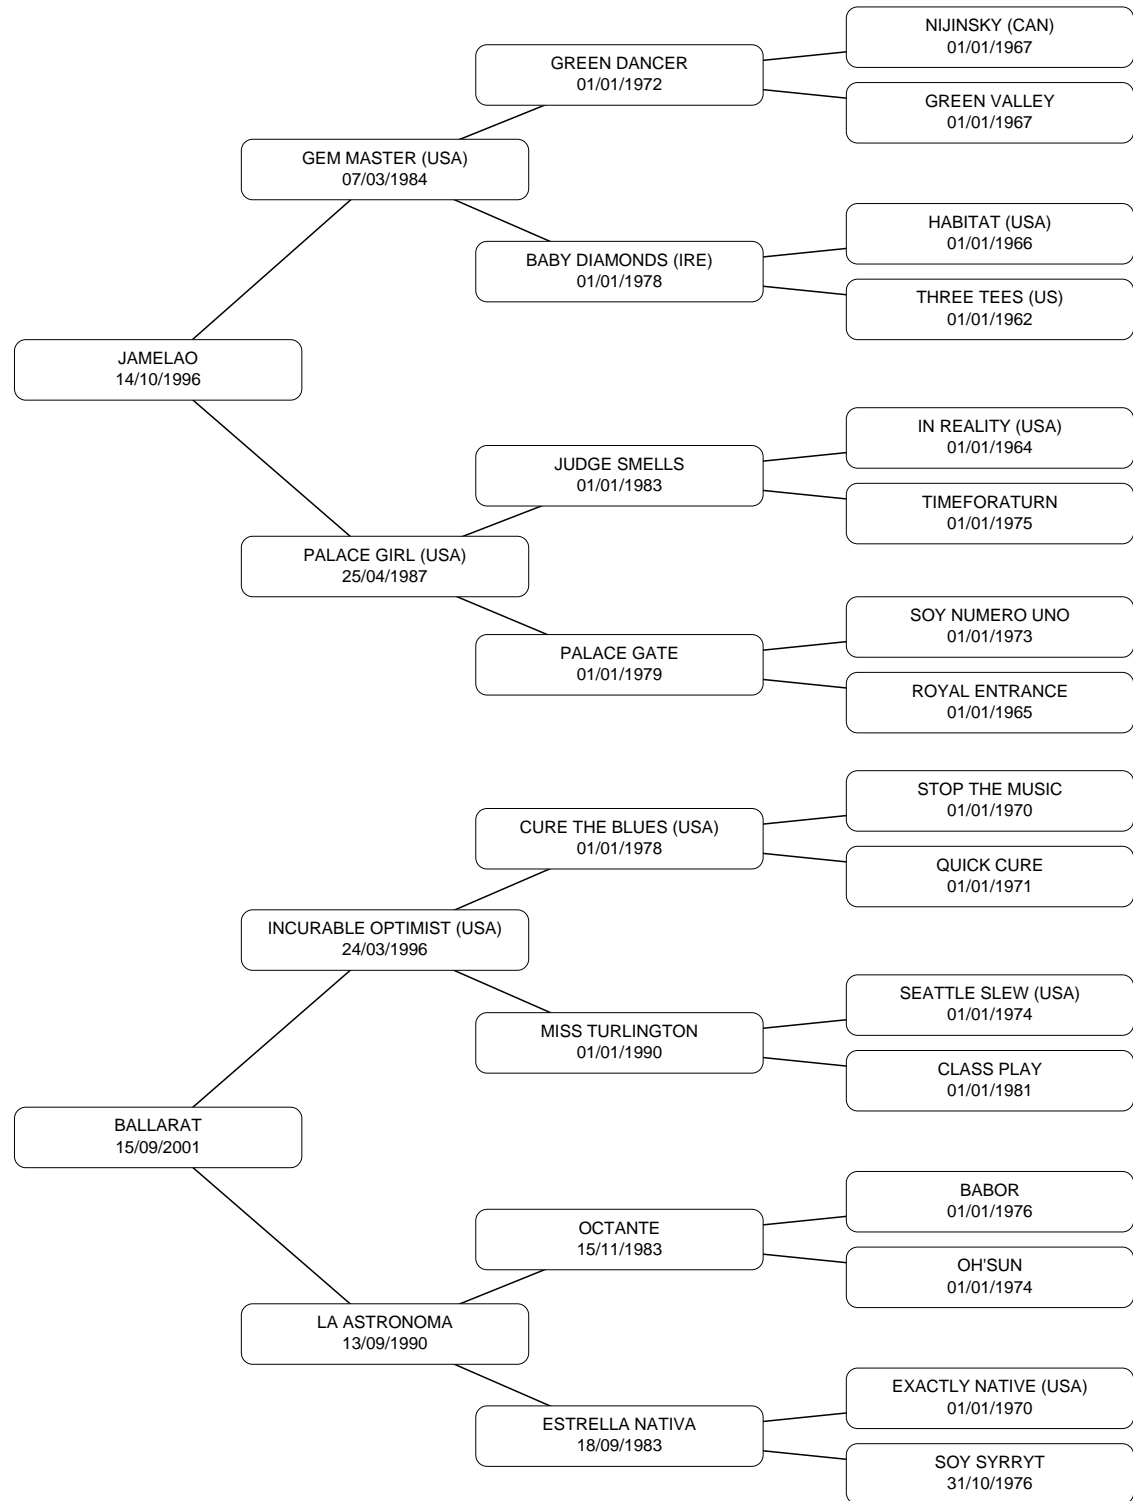 NIJINSKY (CAN)
01/01/1967
GREEN DANCER
01/01/1972
GREEN VALLEY
01/01/1967
GEM MASTER (USA)
07/03/1984
HABITAT (USA)
01/01/1966
BABY DIAMONDS (IRE)
01/01/1978
THREE TEES (US)
01/01/1962
JAMELAO
14/10/1996
IN REALITY (USA)
01/01/1964
JUDGE SMELLS
01/01/1983
TIMEFORATURN
01/01/1975
PALACE GIRL (USA)
25/04/1987
SOY NUMERO UNO
01/01/1973
PALACE GATE
01/01/1979
ROYAL ENTRANCE
01/01/1965
STOP THE MUSIC
01/01/1970
CURE THE BLUES (USA)
01/01/1978
QUICK CURE
01/01/1971
INCURABLE OPTIMIST (USA)
24/03/1996
SEATTLE SLEW (USA)
01/01/1974
MISS TURLINGTON
01/01/1990
CLASS PLAY
01/01/1981
BALLARAT
15/09/2001
BABOR
01/01/1976
OCTANTE
15/11/1983
OH'SUN
01/01/1974
LA ASTRONOMA
13/09/1990
EXACTLY NATIVE (USA)
01/01/1970
ESTRELLA NATIVA
18/09/1983
SOY SYRRYT
31/10/1976